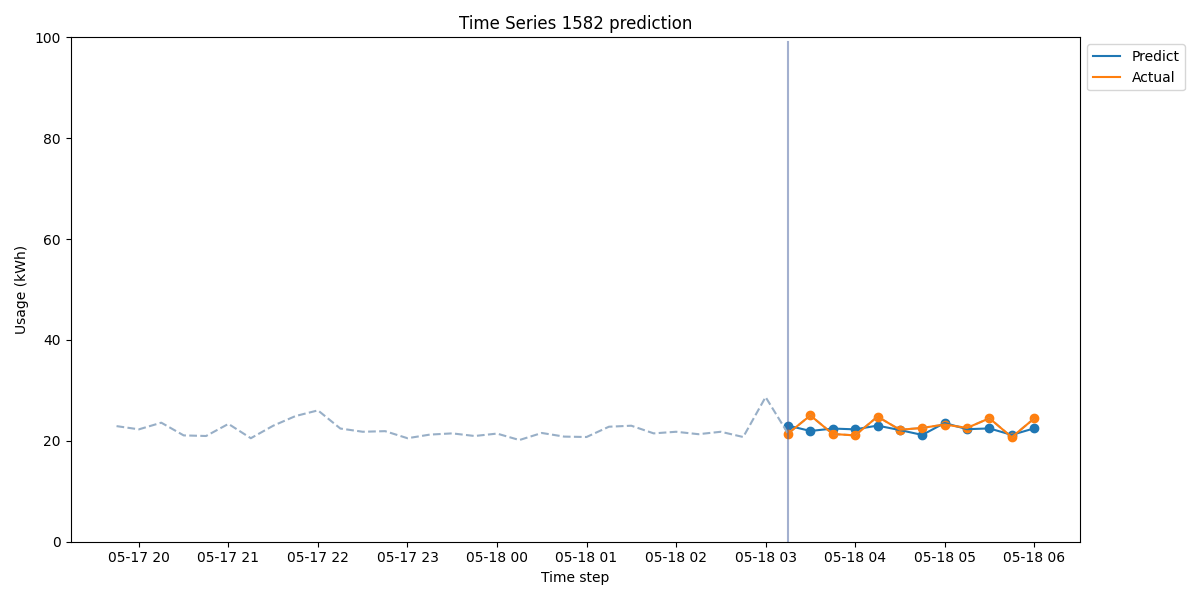 Time Series 1582 prediction
Predict
Actual
Usage (kWh)
100
80
60
40
20
0
05-17 20 05-17 21 05-17 22 05-17 23 05-18 00 05-18 01 05-18 02 05-18 03 05-18 04 05-18 05 05-18 06
Time step